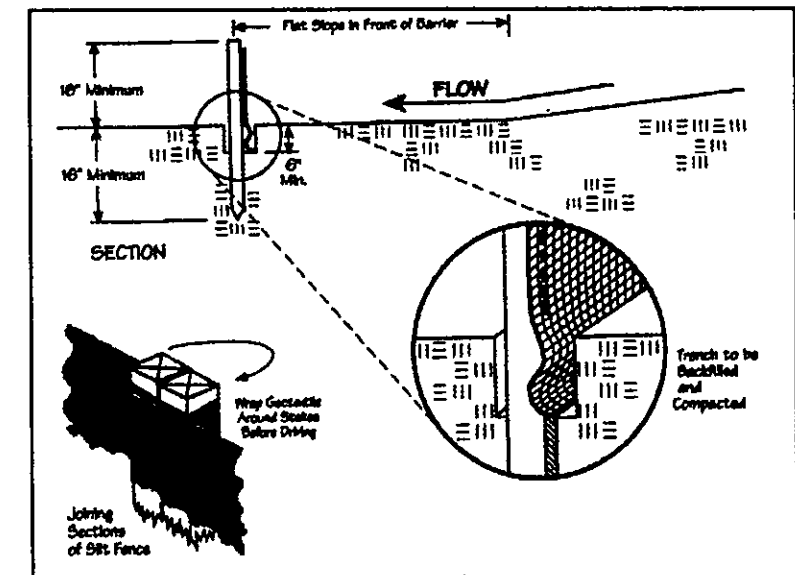 Flat Slope in Front of Barrier
16" Minimum
FLOW
6"
Min.
16" Minimum
SECTION
Trench to be
Backfilled
and
Compacted
Wrap Geotextile
Around Stakes
Before Driving
Joining
Sections
of Silt Fence